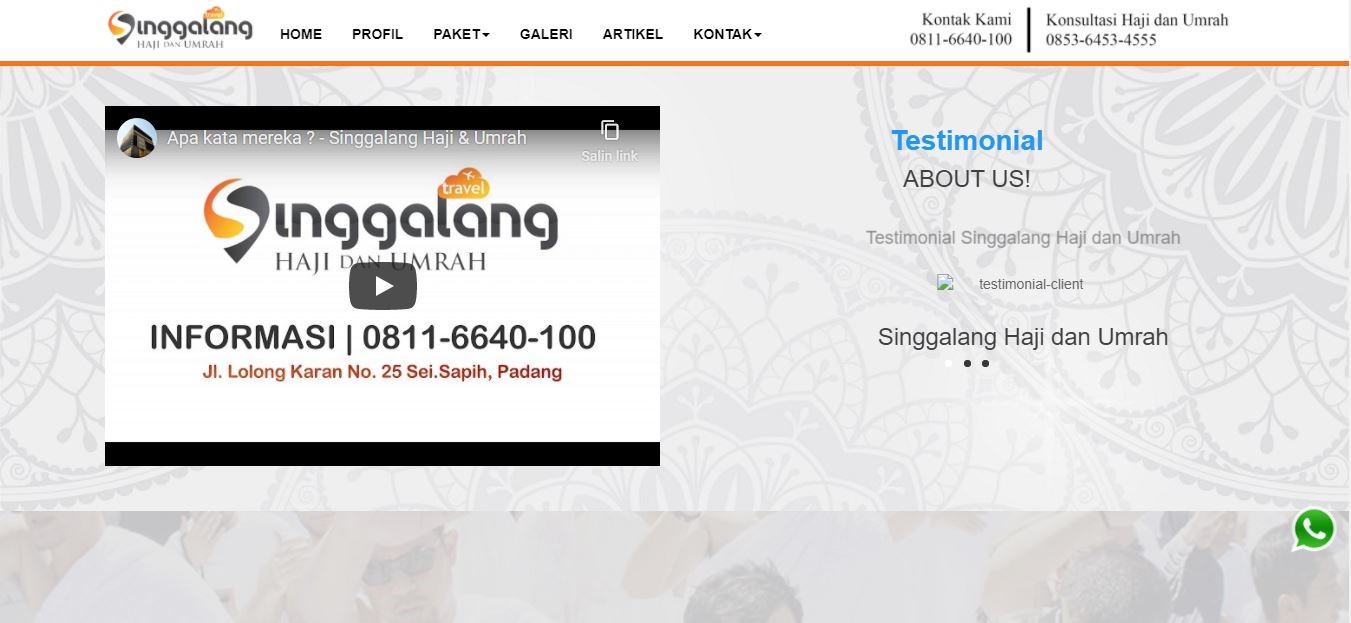 Singgalang
travel
HAJI DAN UMRAH
HOME PROFIL PAKET GALERI ARTIKEL KONTAK
Kontak Kami
0811-6640-100
Konsultasi Haji dan Umrah
0853-6453-4555
Apa kata mereka ? - Singgalang Haji & Umrah
Salin link
travel
Singgalang
HAJI DAN UMRAH
INFORMASI | 0811-6640-100
Jl. Lolong Karan No. 25 Sei.Sapih, Padang
Testimonial
ABOUT US!
Testimonial Singgalang Haji dan Umrah
testimonial-client
Singgalang Haji dan Umrah